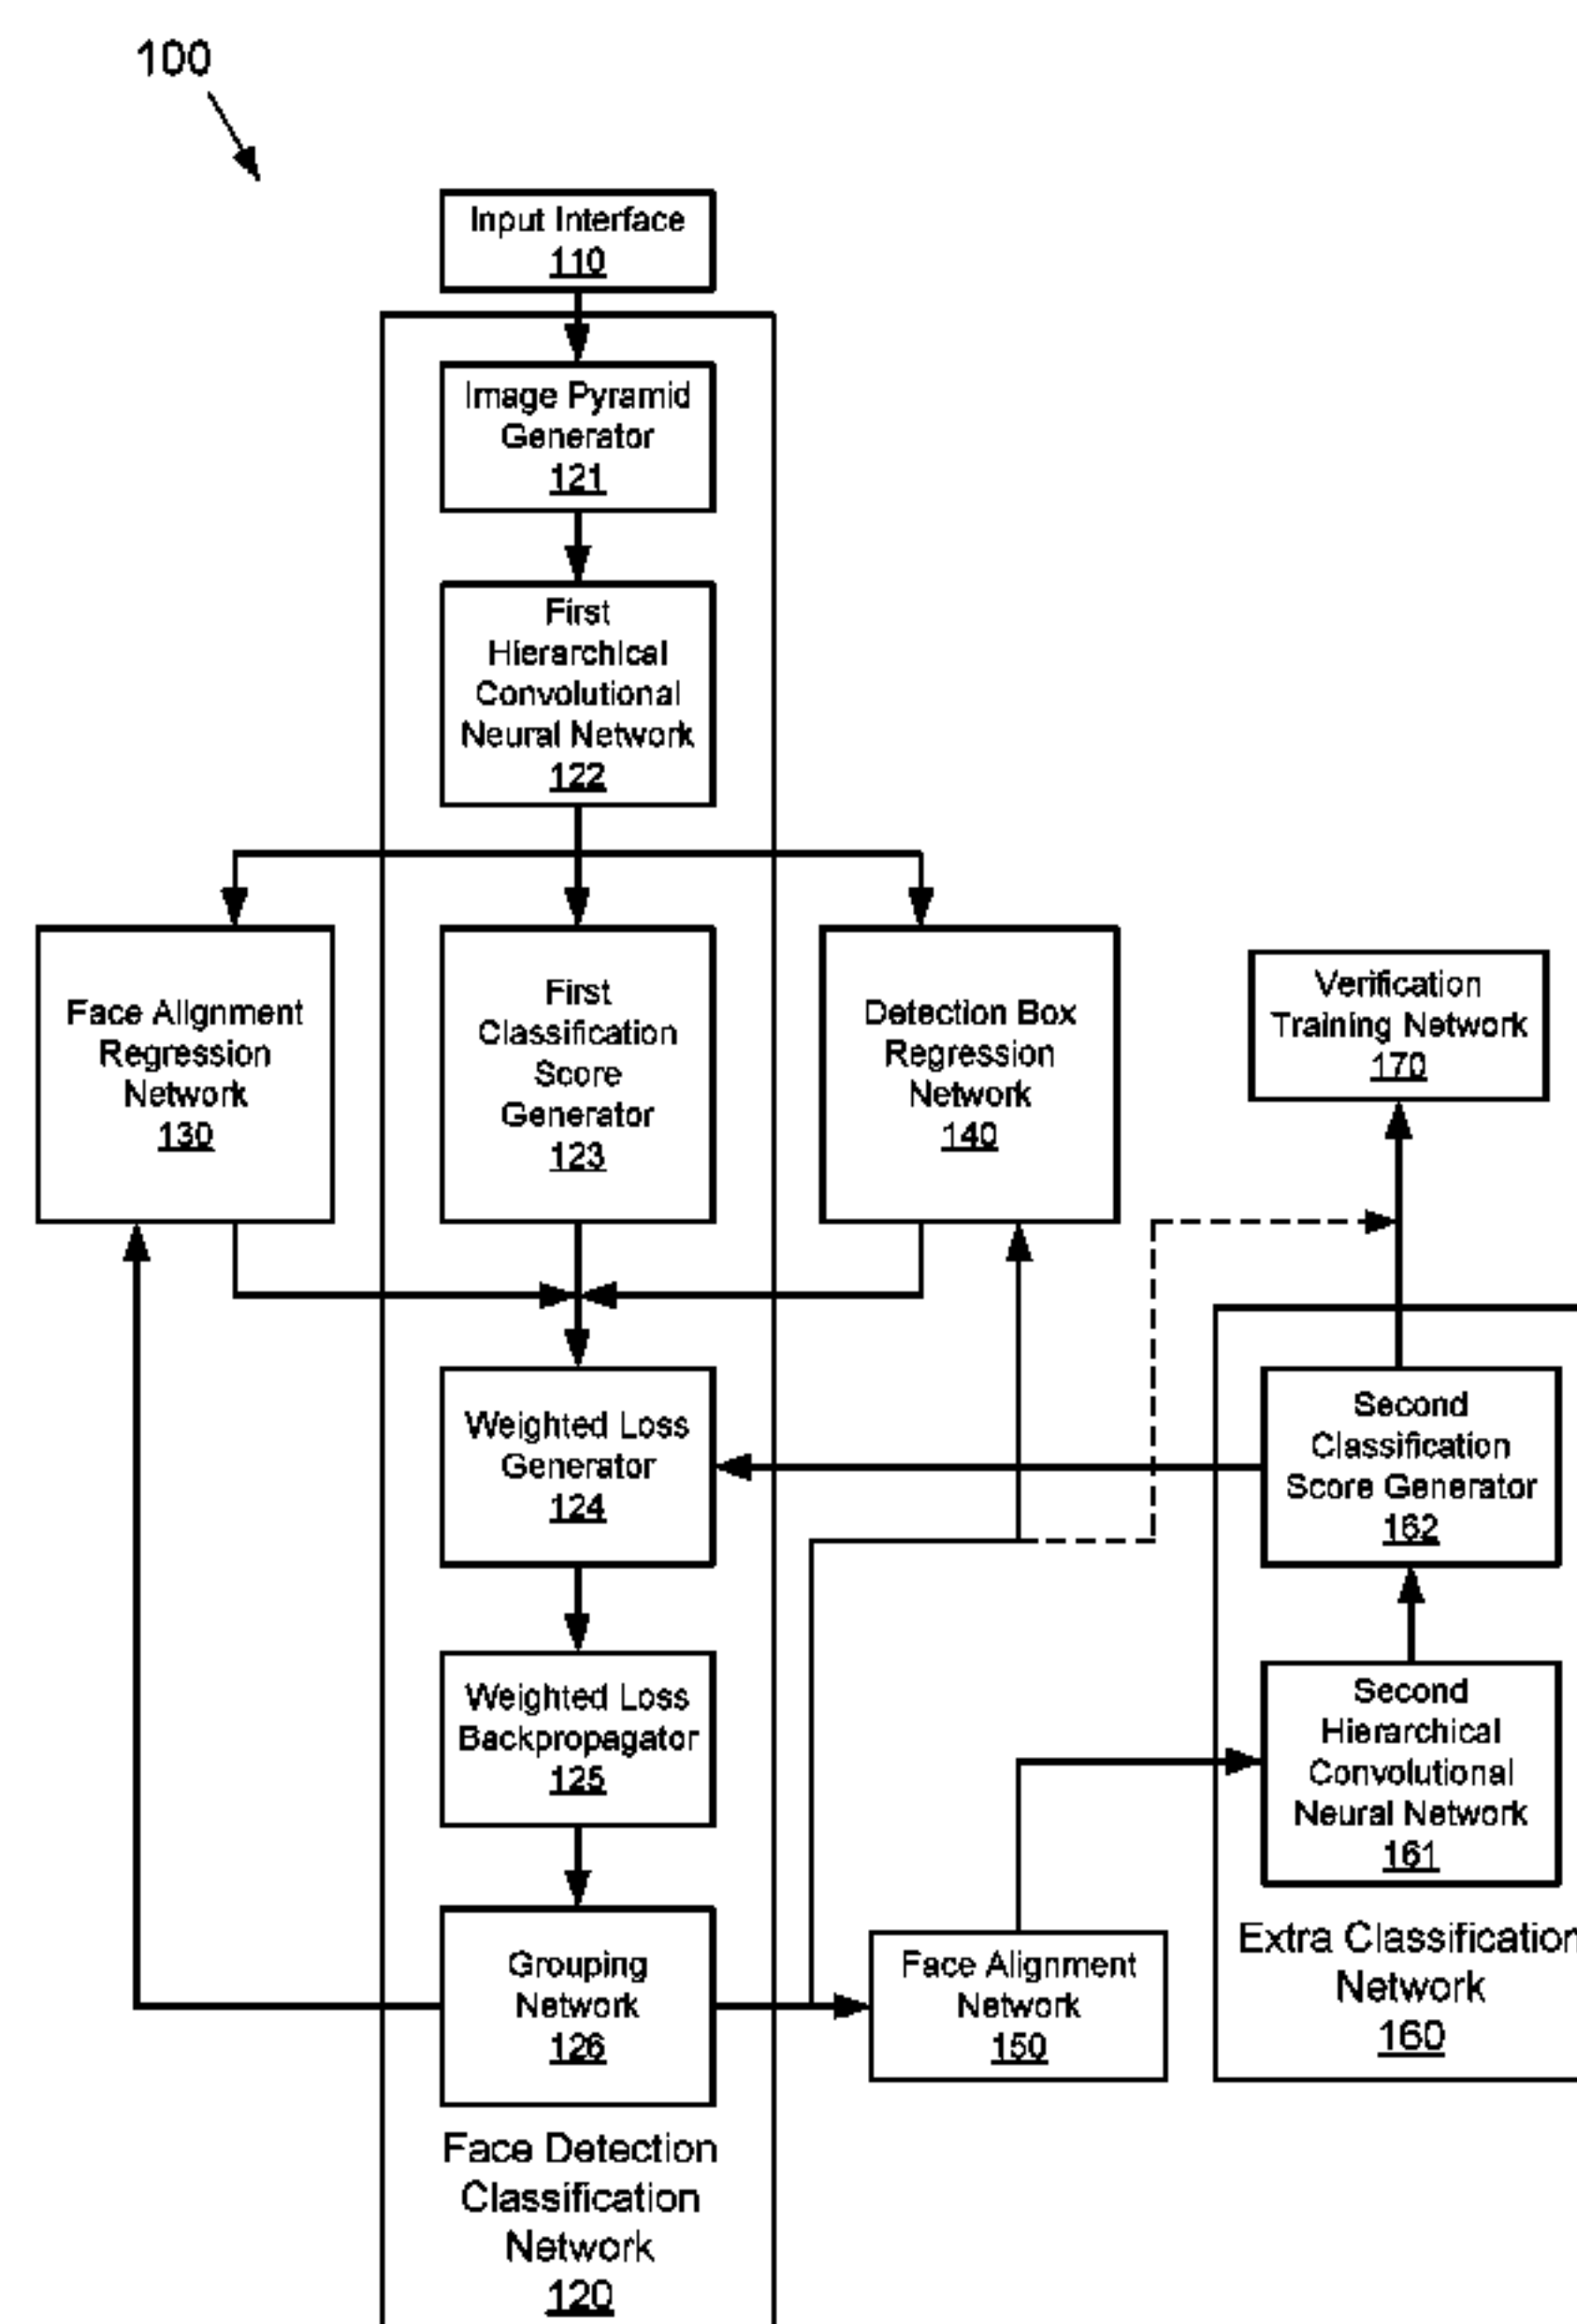 100
Input Interface
110
Image Pyramid
Generator
121
First
Hierarchical
Convolutional
Neural Network
122
Face Alignment
Regression
Network
130
First
Classification
Score
Generator
123
Detection Box
Regression
Network
140
Verification
Training Network
170
Weighted Loss
Generator
124
Second
Classification
Score Generator
162
Weighted Loss
Backpropagator
125
Second
Hierarchical
Convolutional
Neural Network
161
Grouping
Network
126
Face Alignment
Network
150
Extra Classification
Network
160
Face Detection
Classification
Network
120